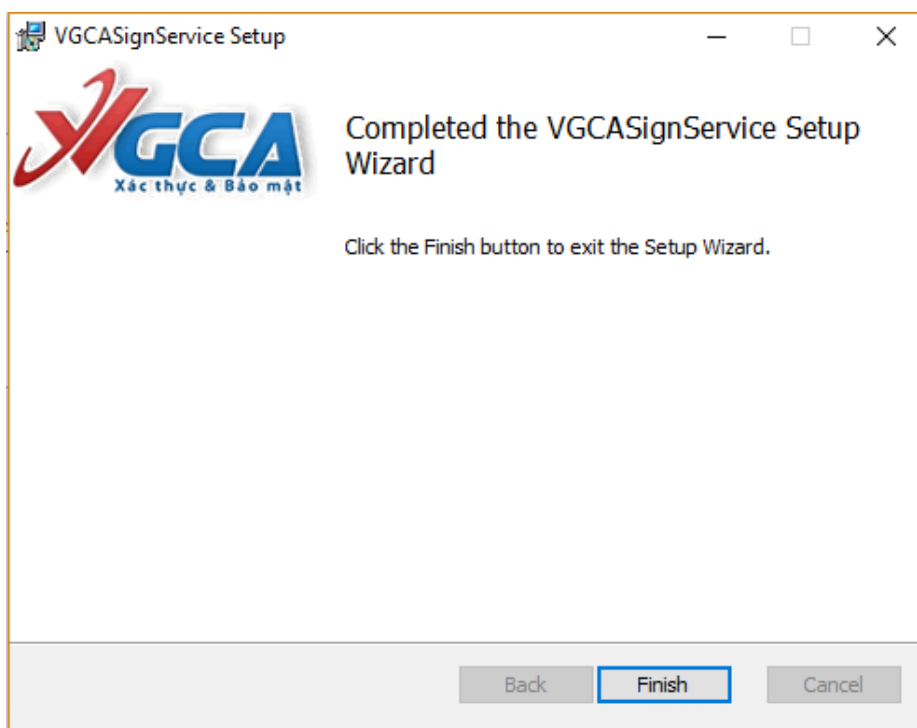 VGCASignService Setup
VGCA
Xác thực & Bảo mật
Completed the VGCASignService Setup
Wizard
Click the Finish button to exit the Setup Wizard.
Back
Finish
Cancel